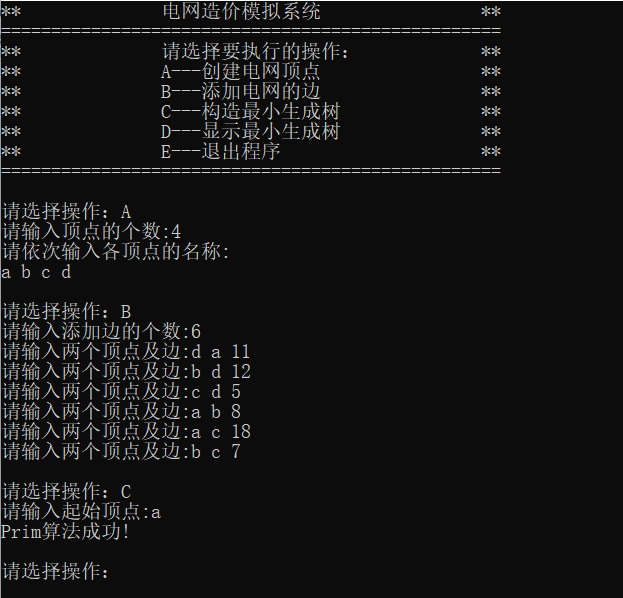 **              电网造价模拟系统                **
==================================================
**              请选择要执行的操作:             **
**              A---创建电网顶点                **
**              B---添加电网的边                **
**              C---构造最小生成树              **
**              D---显示最小生成树              **
**              E---退出程序                    **
==================================================
请选择操作: A
请输入顶点的个数:4
请依次输入各顶点的名称:
a b c d
请选择操作: B
请输入添加边的个数:6
请输入两个顶点及边:d a 11
请输入两个顶点及边:b d 12
请输入两个顶点及边:c d 5
请输入两个顶点及边:a b 8
请输入两个顶点及边:a c 18
请输入两个顶点及边:b c 7
请选择操作: C
请输入起始顶点:a
Prim算法成功!
请选择操作: